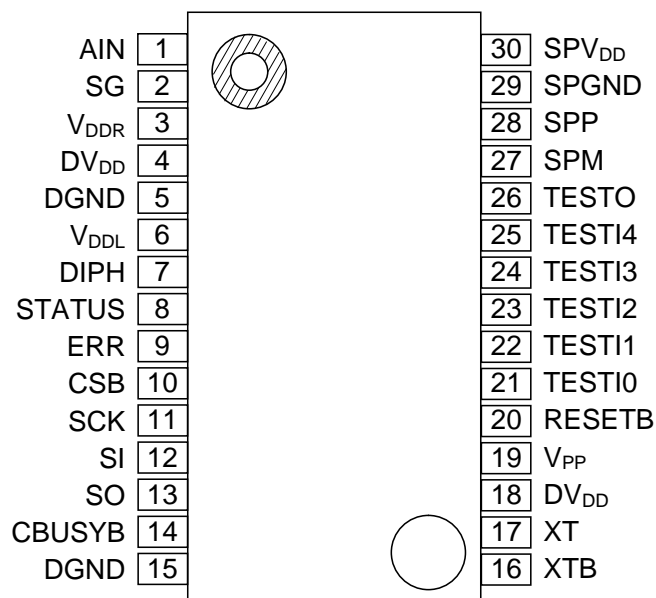 AIN 1 30 SPVDD
SG 2 29 SPGND
VDDR 3 28 SPP
DVDD 4 27 SPM
DGND 5 26 TESTO
VDDL 6 25 TESTI4
DIPH 7 24 TESTI3
STATUS 8 23 TESTI2
ERR 9 22 TESTI1
CSB 10 21 TESTI0
SCK 11 20 RESETB
SI 12 19 VPP
SO 13 18 DVDD
CBUSYB 14 17 XT
DGND 15 16 XTB